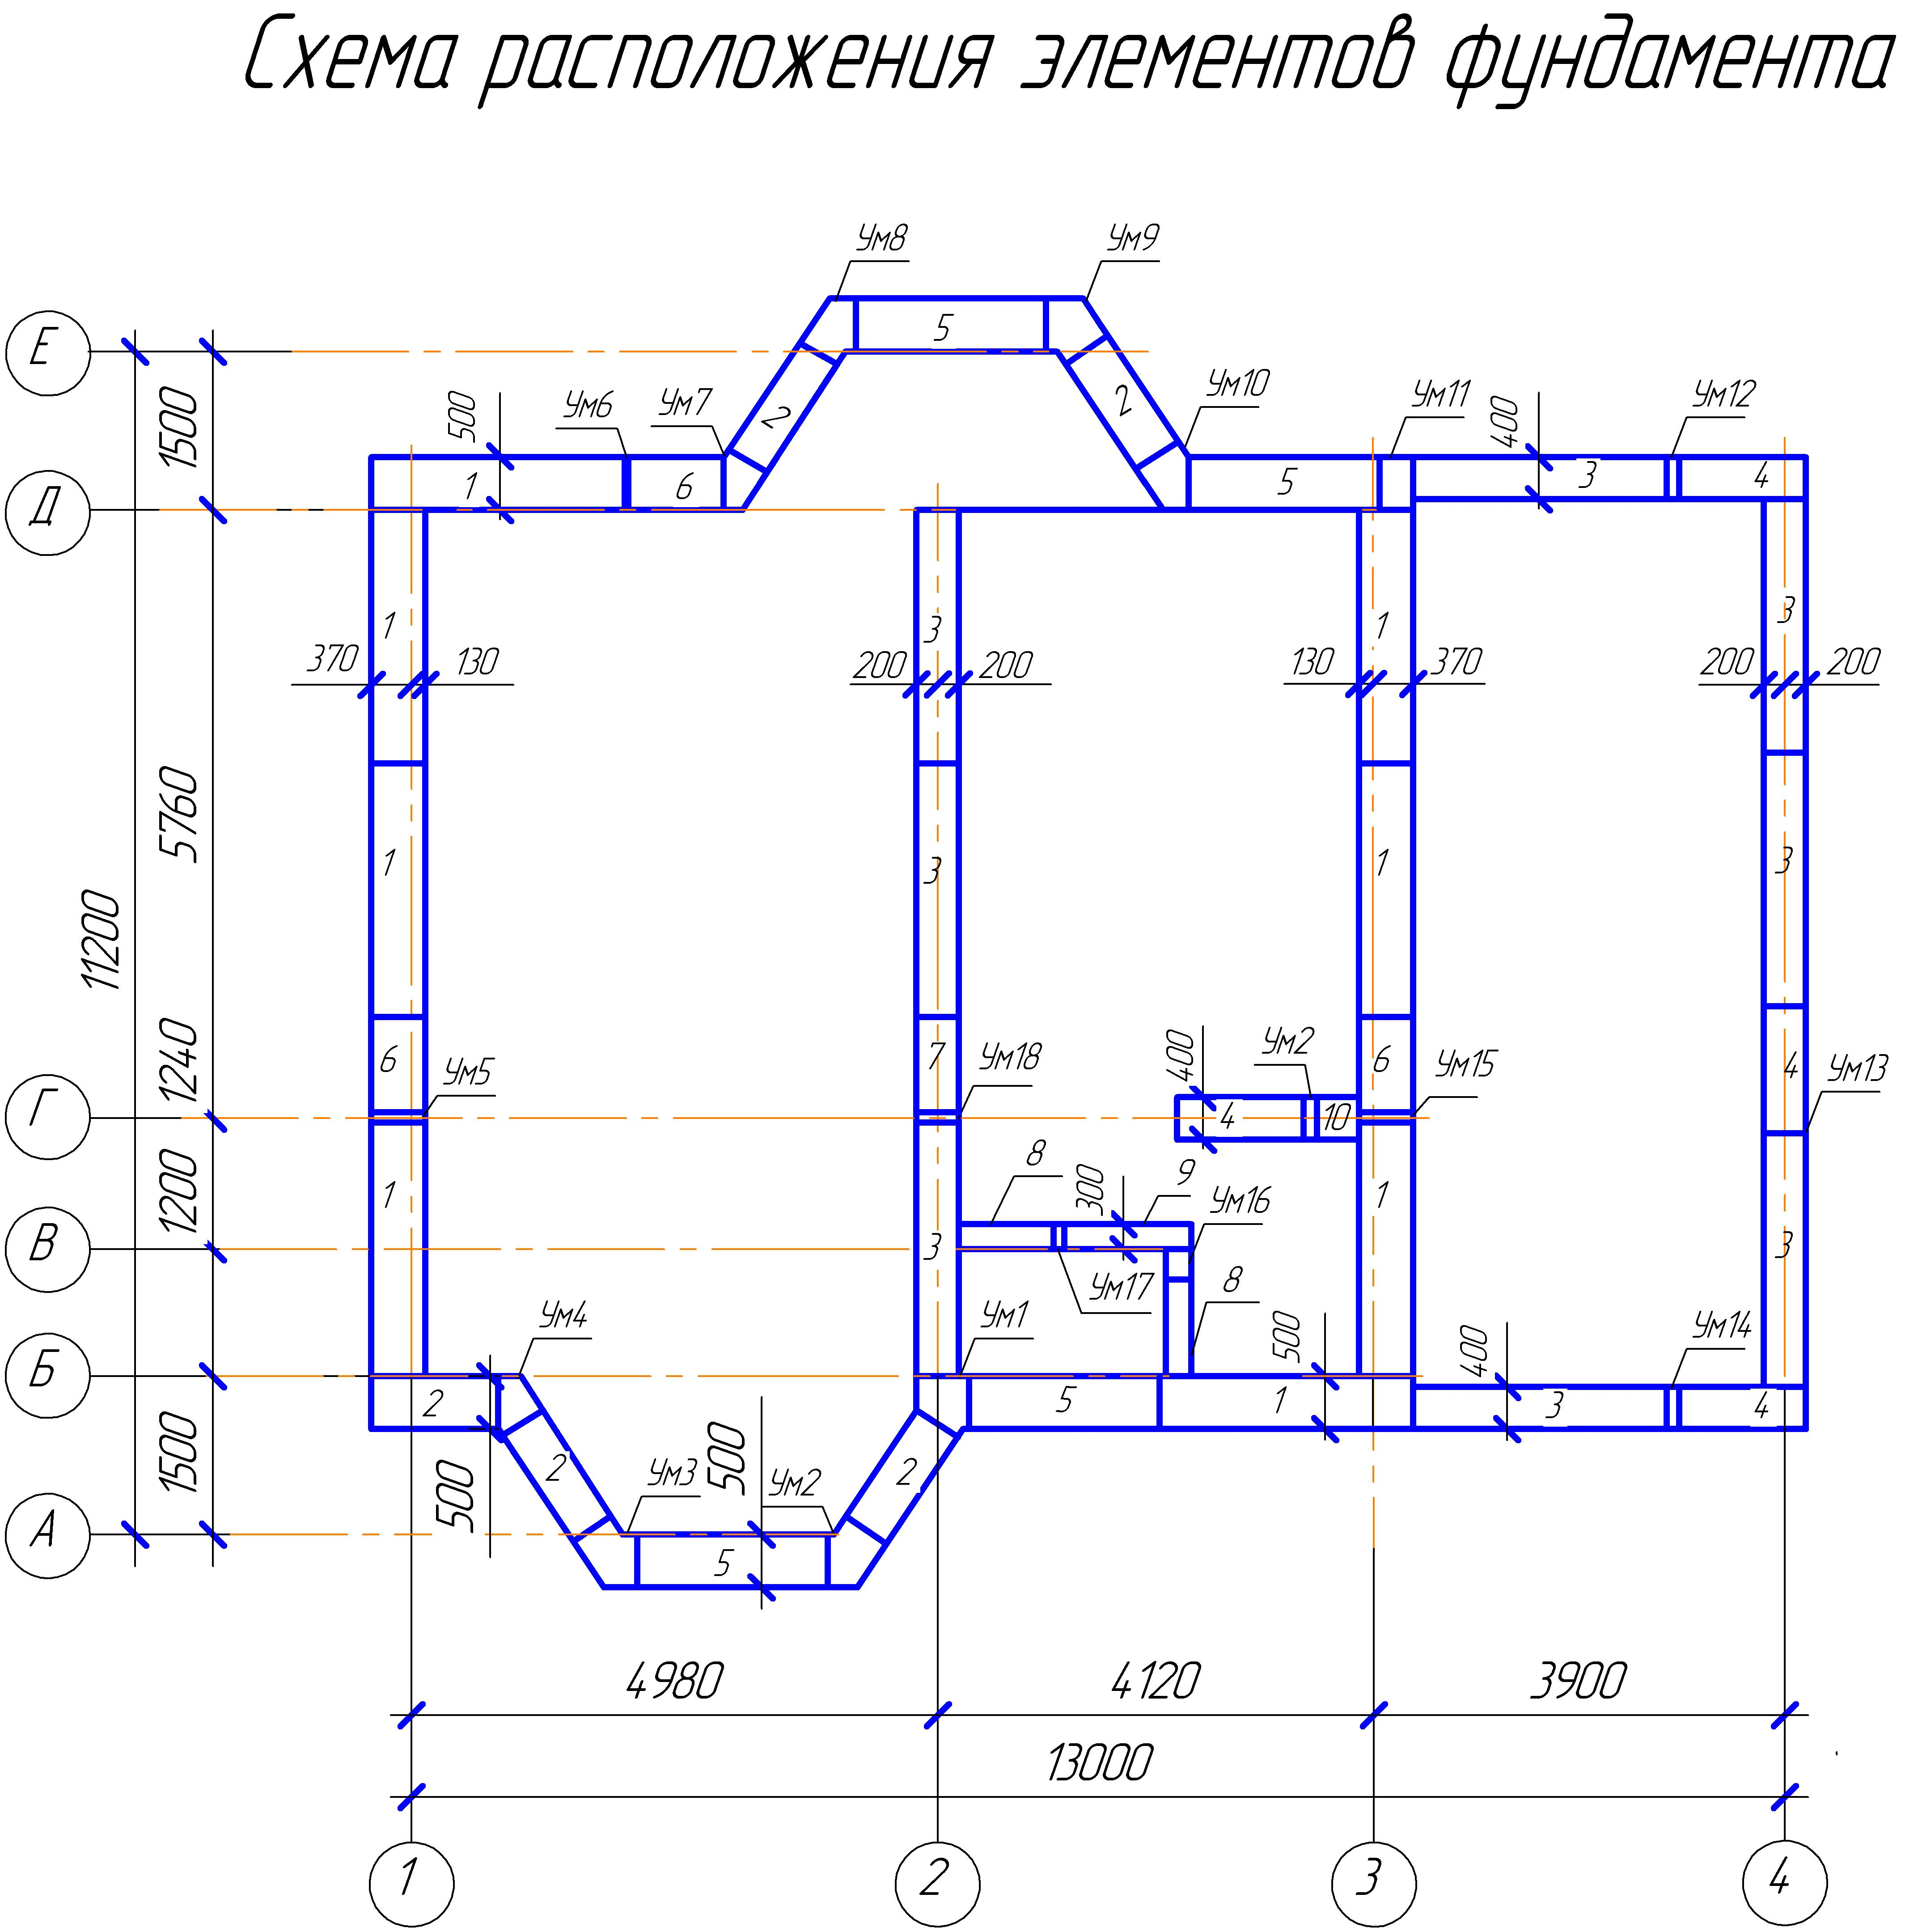 Схема расположения элементов фундамента
Ум8
Ум9
Е
5
1500
500
Ум6
Ум7
2
2
Ум10
Ум11
400
Ум12
Д
1
6
5
3
4
1
3
1
3
370
130
200
200
130
370
200
200
5760
1
3
1
3
11200
1240
6
Ум5
7
Ум18
400
Ум2
6
Ум15
4
Ум13
Г
4
10
1200
1
8
300
9
Ум16
1
В
3
3
Ум17
8
Ум4
Ум1
500
400
Ум14
Б
2
5
1
3
4
1500
500
2
Ум3
500
Ум2
2
А
5
4980
4120
3900
13000
1
2
3
4